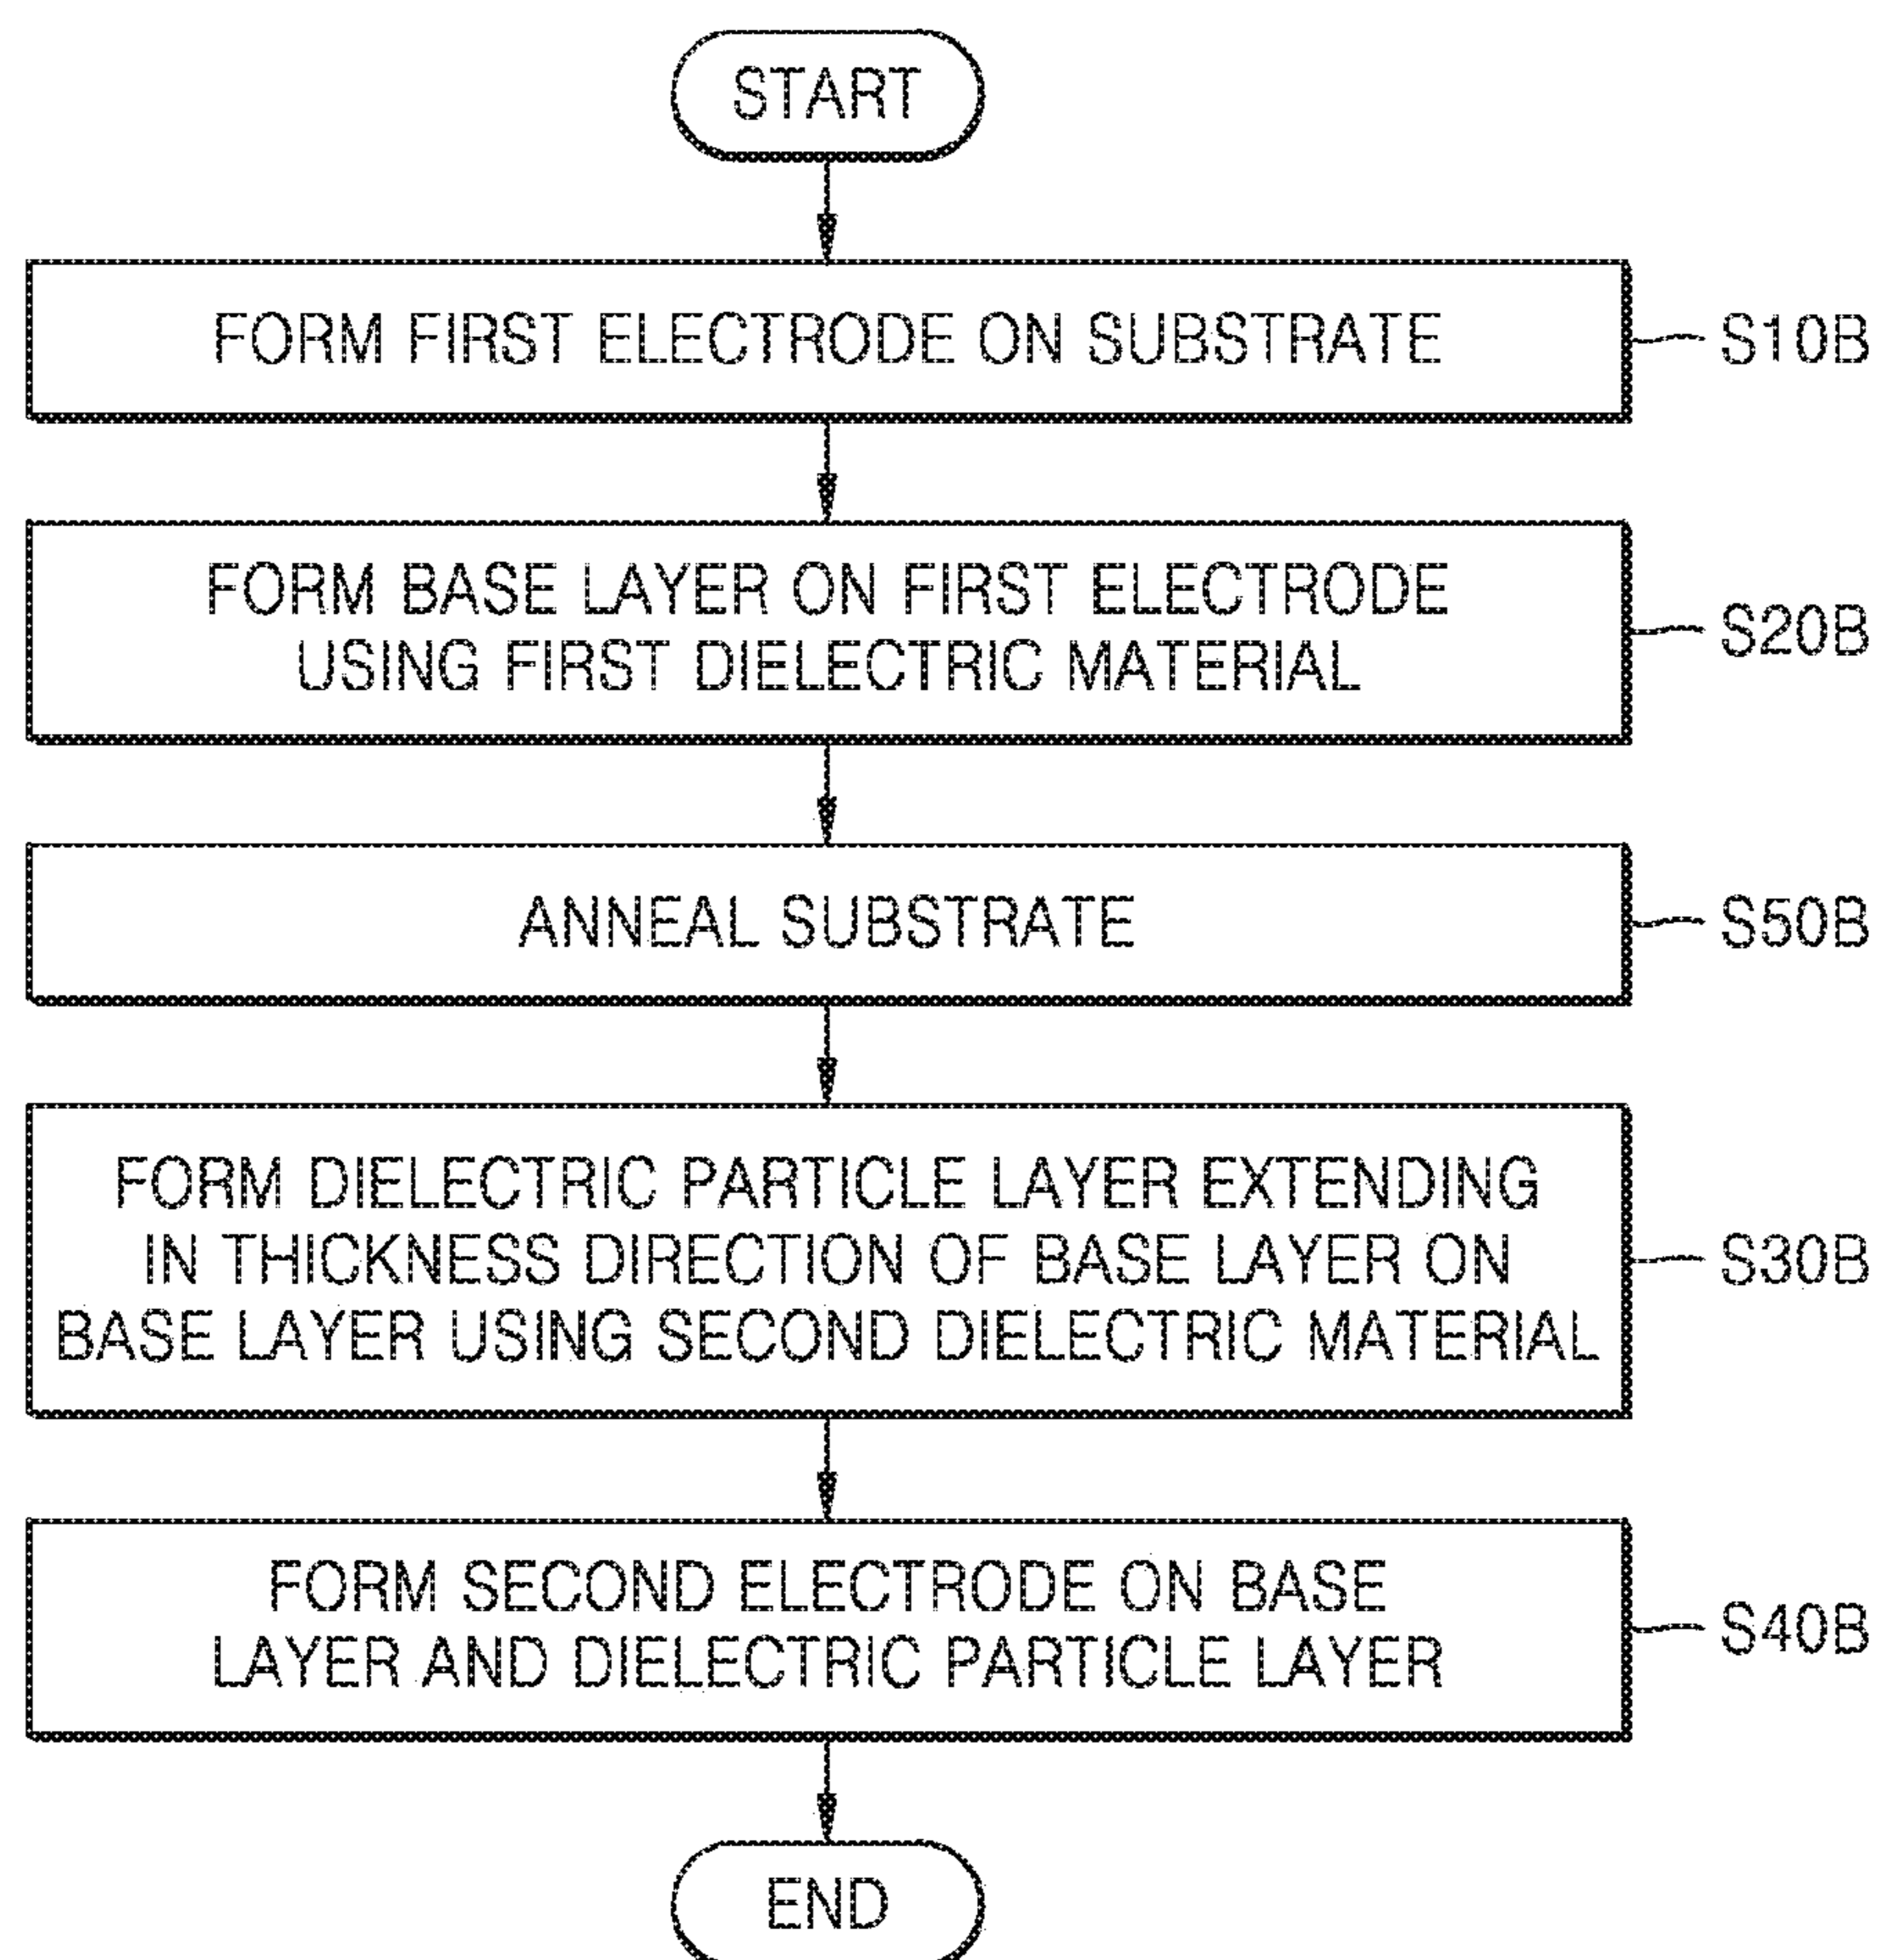 START
FORM FIRST ELECTRODE ON SUBSTRATE
S10B
FORM BASE LAYER ON FIRST ELECTRODE
USING FIRST DIELECTRIC MATERIAL
S20B
ANNEAL SUBSTRATE
S50B
FORM DIELECTRIC PARTICLE LAYER EXTENDING
IN THICKNESS DIRECTION OF BASE LAYER ON
BASE LAYER USING SECOND DIELECTRIC MATERIAL
S30B
FORM SECOND ELECTRODE ON BASE
LAYER AND DIELECTRIC PARTICLE LAYER
S40B
END